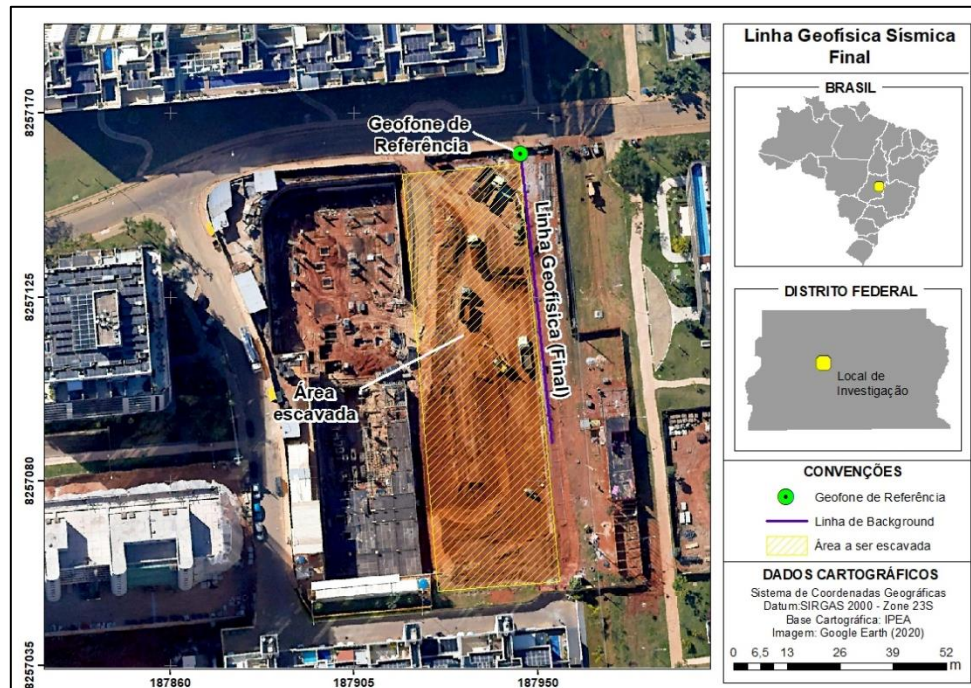 Linha Geofísica Sísmica
Final
BRASIL
DISTRITO FEDERAL
Local de
Investigação
CONVENÇÕES
Geofone de Referência
Linha de Background
Área a ser escavada
DADOS CARTOGRÁFICOS
Sistema de Coordenadas Geográficas
Datum:SIRGAS 2000 - Zone 23S
Base Cartográfica: IPEA
Imagem: Google Earth (2020)
0 6,5 13 26 39 52
m
Geofone de
Referência
Linha Geofísica (Final)
Área
escavada
8257170
8257125
8257080
8257035
187860 187905 187950